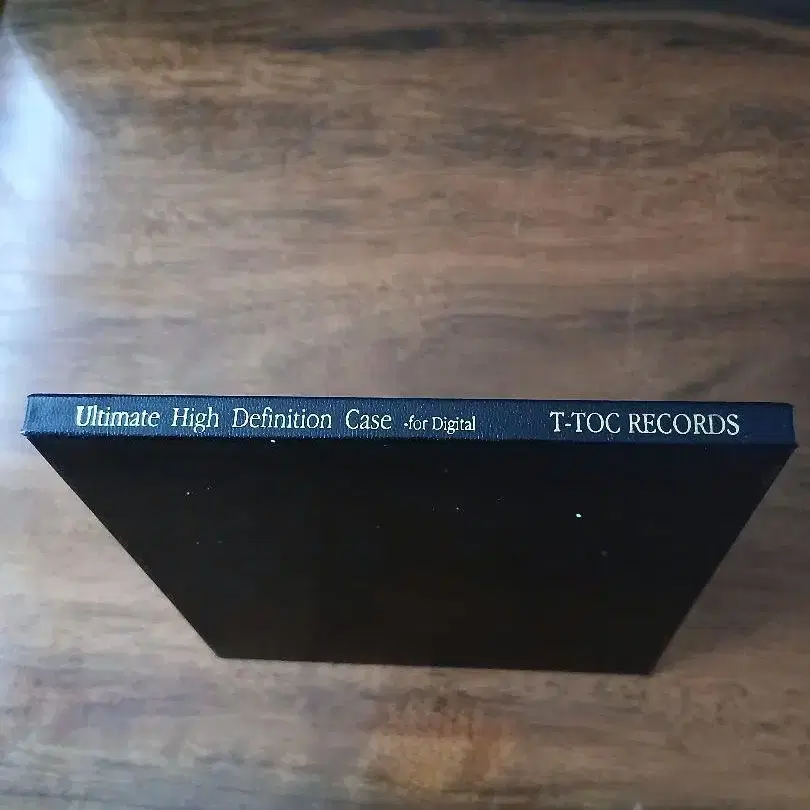 Ultimate High Definition Case -for Digital T-TOC RECORDS